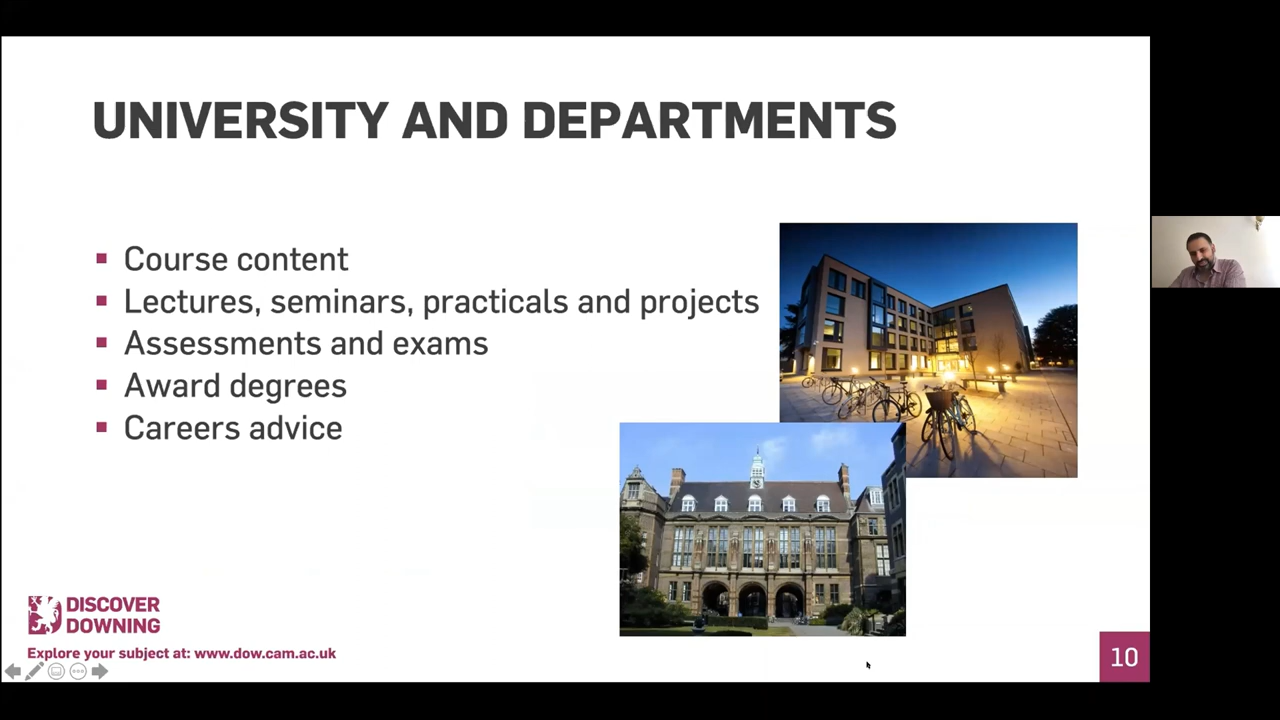 UNIVERSITY AND DEPARTMENTS
Course content
Lectures, seminars, practicals and projects
Assessments and exams
Award degrees
Careers advice
DISCOVER
DOWNING
Explore your subject at: www.dow.cam.ac.uk
10